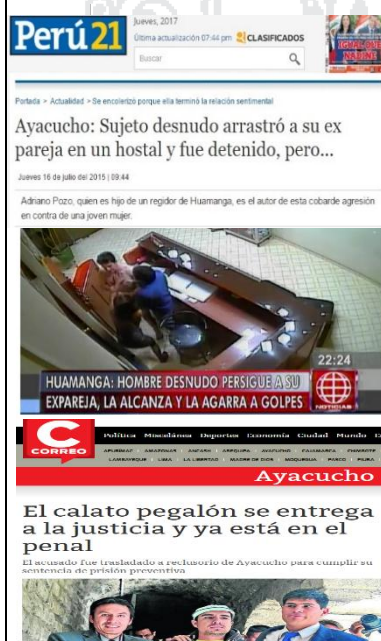 Perú21
Jueves, 2017
Última actualización 07:44 pm CLASIFICADOS
Buscar
IGUAL QUE
NADINE
Portada > Actualidad > Se encolerizó porque ella terminó la relación sentimental
Ayacucho: Sujeto desnudo arrastró a su ex
pareja en un hostal y fue detenido, pero...
Jueves 16 de julio del 2015 | 09:44
Adriano Pozo, quien es hijo de un regidor de Huamanga, es el autor de esta cobarde agresión
en contra de una joven mujer.
22:24
HUAMANGA: HOMBRE DESNUDO PERSIGUE A SU
EXPAREJA, LA ALCANZA Y LA AGARRA A GOLPES
NOTICIAS
CORREO
Política Miscelánea Deportes Economía Ciudad Mundo
APURIMAC AMAZONAS ANCASH AREQUIPA AYACUCHO CAJAMARCA CHIMBOTE
LAMBAYEQUE LIMA LA LIBERTAD MADRE DE DIOS MOQUEGUA PASCO PIURA
Ayacucho
El calato pegalón se entrega
a la justicia y ya está en el
penal
El acusado fue trasladado a reclusorio de Ayacucho para cumplir su
sentencia de prisión preventiva